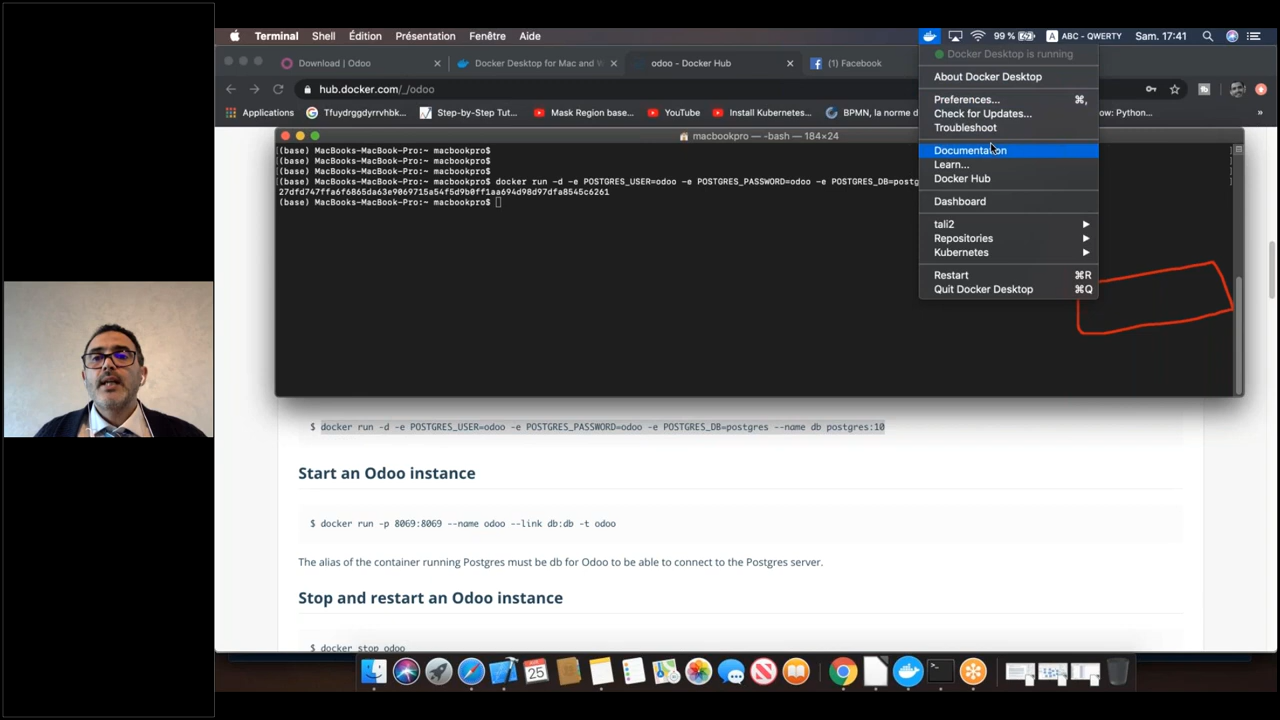 Terminal Shell Édition Présentation Fenêtre Aide 99 % A ABC - QWERTY Sam. 17:41
Docker Desktop is running
About Docker Desktop
Preferences... ⌘,
Check for Updates...
Troubleshoot
Documentation
Learn...
Docker Hub
Dashboard
tali2
Repositories
Kubernetes
Restart ⌘R
Quit Docker Desktop ⌘Q
Download | Odoo × Docker Desktop for Mac and W × odoo - Docker Hub × (1) Facebook
hub.docker.com/_/odoo
Applications Tfuydrgdyrrvhbk... Step-by-Step Tut... Mask Region base... YouTube Install Kubernetes... BPMN, la norme d ow: Python... »
macbookpro — -bash — 184×24
[(base) MacBooks-MacBook-Pro:~ macbookpro$ ]
[(base) MacBooks-MacBook-Pro:~ macbookpro$
[(base) MacBooks-MacBook-Pro:~ macbookpro$
[(base) MacBooks-MacBook-Pro:~ macbookpro$ docker run -d -e POSTGRES_USER=odoo -e POSTGRES_PASSWORD=odoo -e POSTGRES_DB=postg ]
27dfd747ffa6f6865da63e9069715a54f5d9b0ff1aa694d98d97dfa8545c6261
(base) MacBooks-MacBook-Pro:~ macbookpro$
$ docker run -d -e POSTGRES_USER=odoo -e POSTGRES_PASSWORD=odoo -e POSTGRES_DB=postgres --name db postgres:10
Start an Odoo instance
$ docker run -p 8069:8069 --name odoo --link db:db -t odoo
The alias of the container running Postgres must be db for Odoo to be able to connect to the Postgres server.
Stop and restart an Odoo instance
$ docker stop odoo
25